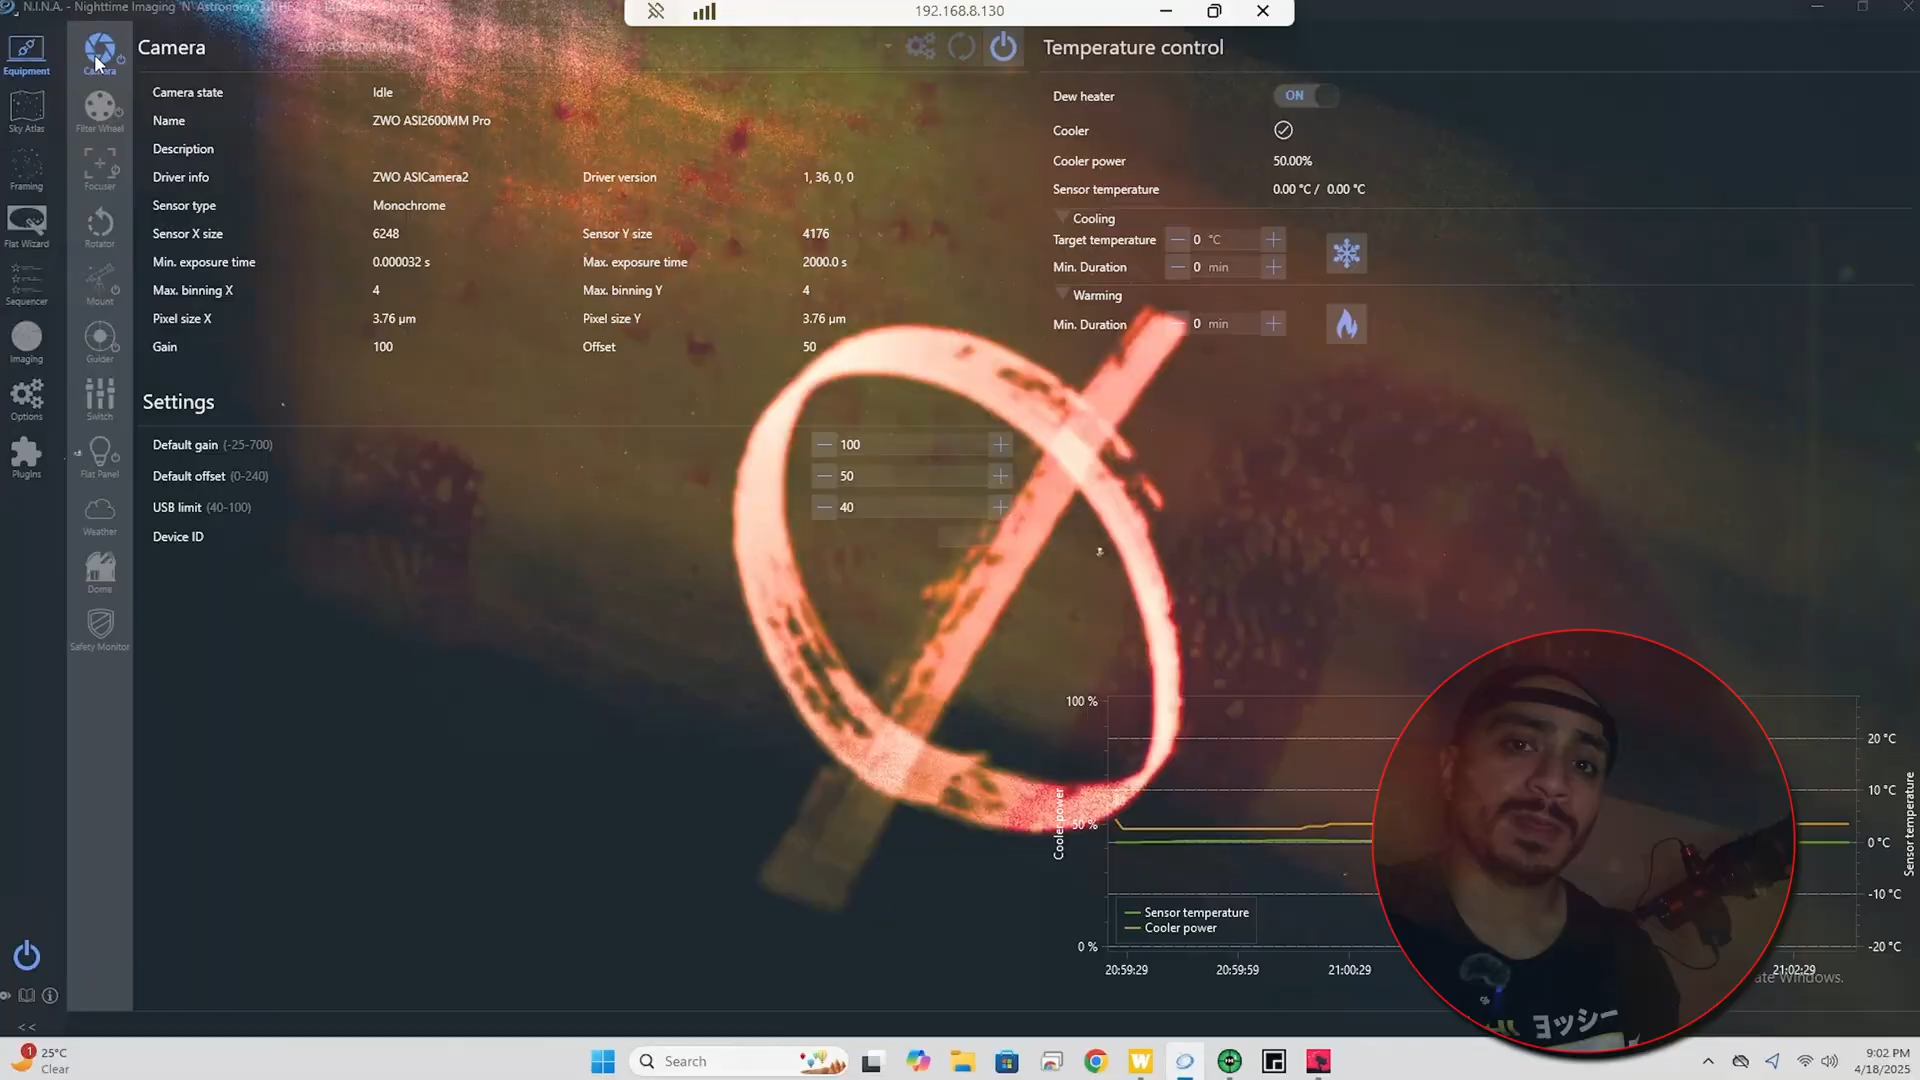 N.I.N.A. - Nighttime Imaging 'N' Astronomy 3.1 HF2
192.168.8.130
Equipment
Sky Atlas
Framing
Flat Wizard
Sequencer
Imaging
Options
Plugins
<<
Camera
Filter Wheel
Focuser
Rotator
Mount
Guider
Switch
Flat Panel
Weather
Dome
Safety Monitor
Camera
ZWO ASI2600MM Pro
Camera state Idle
Name ZWO ASI2600MM Pro
Description
Driver info ZWO ASICamera2 Driver version 1, 36, 0, 0
Sensor type Monochrome
Sensor X size 6248 Sensor Y size 4176
Min. exposure time 0.000032 s Max. exposure time 2000.0 s
Max. binning X 4 Max. binning Y 4
Pixel size X 3.76 µm Pixel size Y 3.76 µm
Gain 100 Offset 50
Settings
Default gain (-25-700) 100
Default offset (0-240) 50
USB limit (40-100) 40
Device ID
Temperature control
Dew heater ON
Cooler
Cooler power 50.00%
Sensor temperature 0.00 °C / 0.00 °C
Cooling
Target temperature 0 °C
Min. Duration 0 min
Warming
Min. Duration 0 min
100 %
50 %
0 %
Cooler power
20 °C
10 °C
0 °C
-10 °C
-20 °C
Sensor temperature
Sensor temperature
Cooler power
20:59:29 20:59:59 21:00:29 21:02:29
ate Windows.
ヨッシー
1
25°C
Clear
Search
W
9:02 PM
4/18/2025